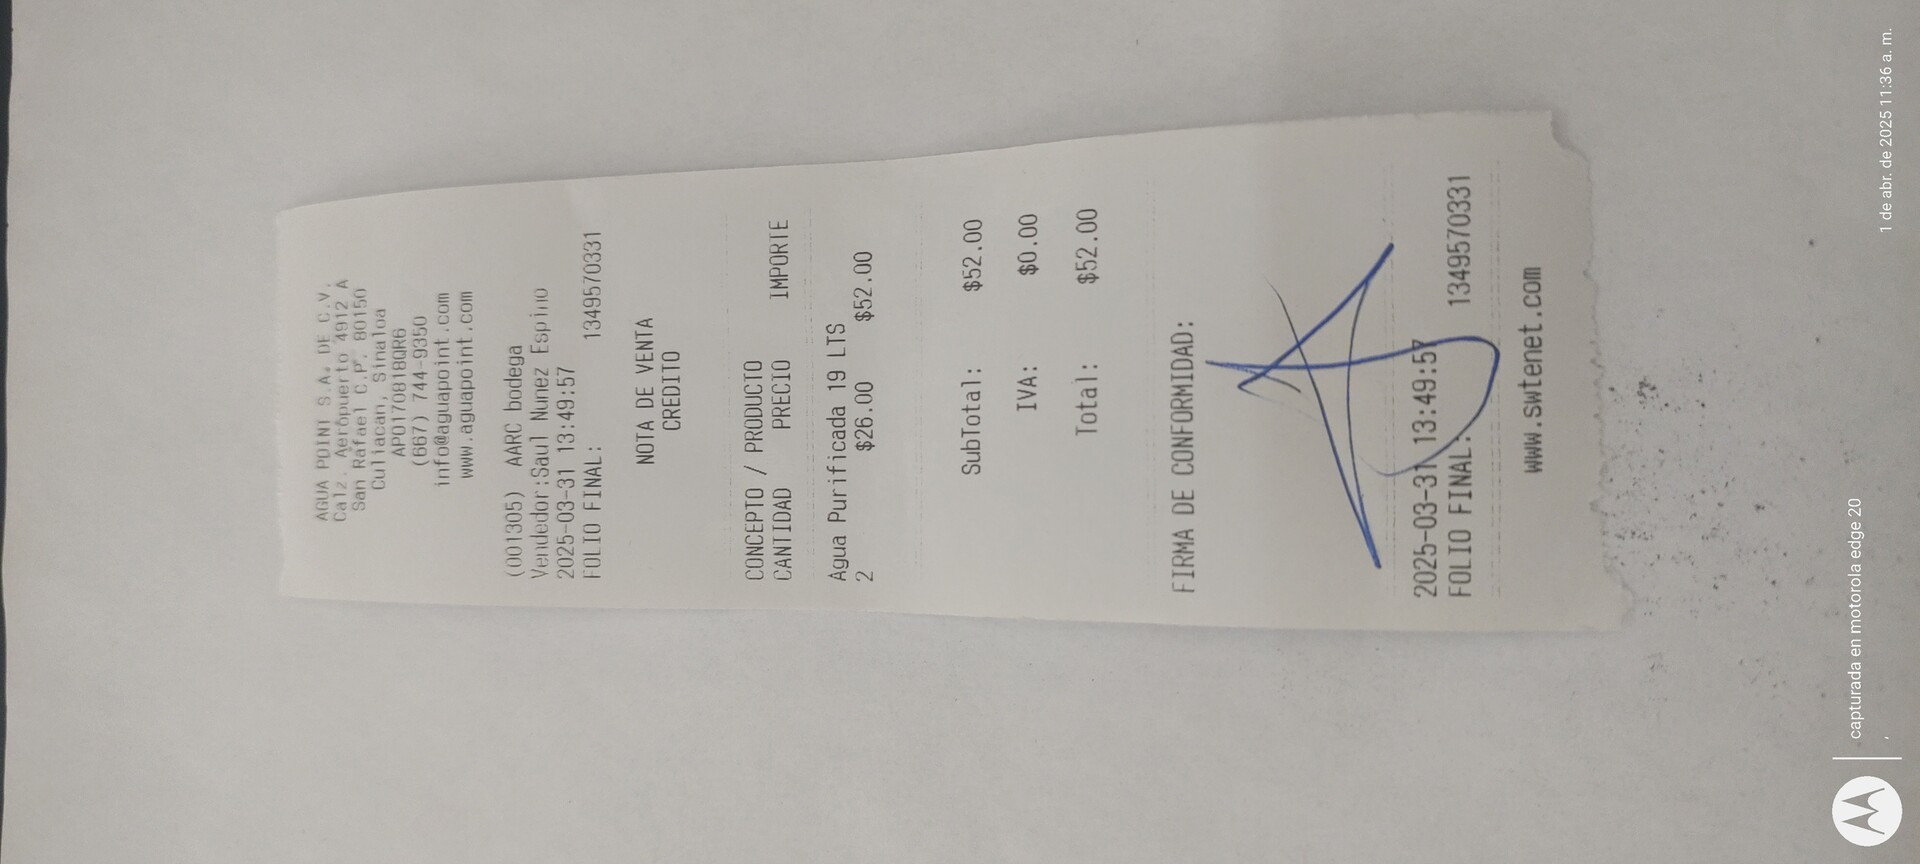 AGUA POINT S.A. DE C.V.
Calz. Aeropuerto 4912 A
San Rafael C.P. 80150
Culiacan, Sinaloa
APO170818QR6
(667) 744-9350
info@aguapoint.com
www.aguapoint.com
(001305) AARC bodega
Vendedor:Saul Nunez Espino
2025-03-31 13:49:57
FOLIO FINAL: 1349570331
NOTA DE VENTA
CREDITO
CONCEPTO / PRODUCTO
CANTIDAD PRECIO IMPORTE
Agua Purificada 19 LTS
2 $26.00 $52.00
SubTotal: $52.00
IVA: $0.00
Total: $52.00
FIRMA DE CONFORMIDAD:
2025-03-31 13:49:57
FOLIO FINAL: 1349570331
www.swtenet.com
capturada en motorola edge 20
,
1 de abr. de 2025 11:36 a. m.